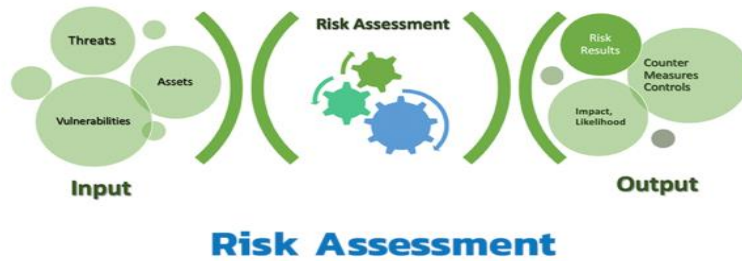 Threats
Assets
Vulnerabilities
Input
Risk Assessment
Risk
Results
Counter
Measures
Controls
Impact,
Likelihood
Output
Risk Assessment